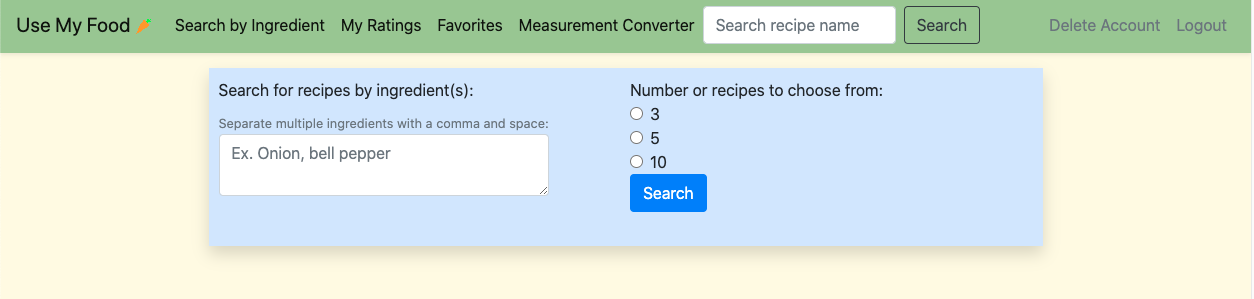 Use My Food Search by Ingredient My Ratings Favorites Measurement Converter Search recipe name Search Delete Account Logout
Search for recipes by ingredient(s):
Separate multiple ingredients with a comma and space:
Ex. Onion, bell pepper
Number or recipes to choose from:
3
5
10
Search